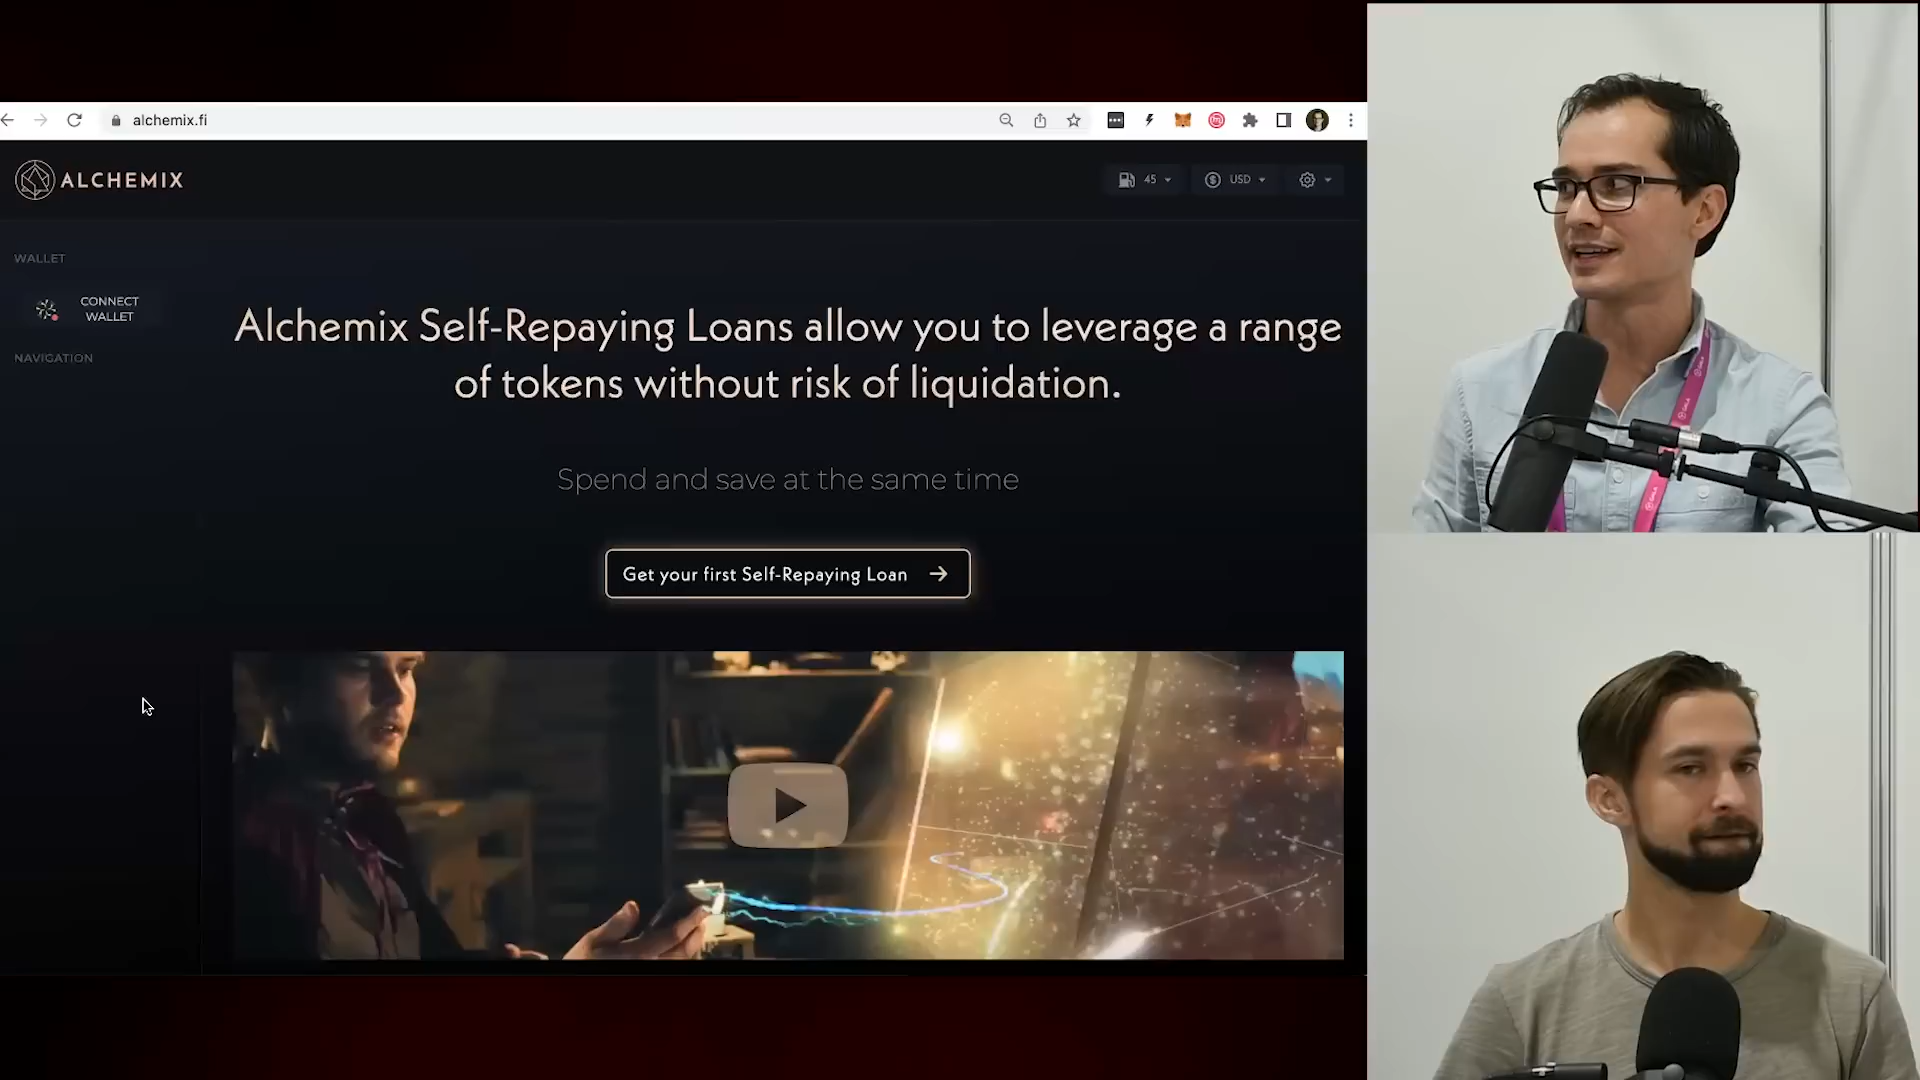 alchemix.fi
ALCHEMIX
45
USD
WALLET
CONNECT
WALLET
NAVIGATION
Alchemix Self-Repaying Loans allow you to leverage a range
of tokens without risk of liquidation.
Spend and save at the same time
Get your first Self-Repaying Loan